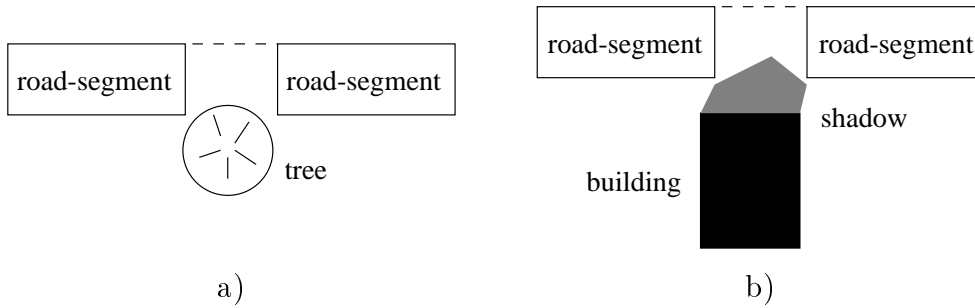 road-segment road-segment
tree
a)
road-segment road-segment
shadow
building
b)